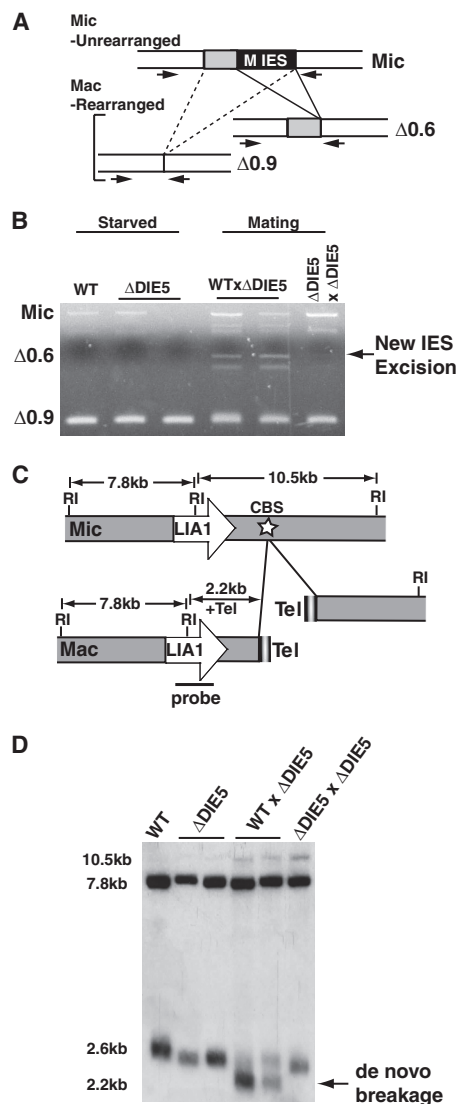 A
Mic
-Unrearranged
M IES
Mic
Mac
-Rearranged
Δ0.6
Δ0.9
B
Starved
Mating
WT
ΔDIE5
WTxΔDIE5
ΔDIE5
x ΔDIE5
Mic
Δ0.6
New IES
Excision
Δ0.9
C
7.8kb
10.5kb
RI
RI
RI
CBS
Mic
LIA1
2.2kb
+Tel
7.8kb
RI
RI
RI
Tel
Mac
LIA1
Tel
probe
D
WT
ΔDIE5
WT x ΔDIE5
ΔDIE5 x ΔDIE5
10.5kb
7.8kb
2.6kb
2.2kb
de novo
breakage